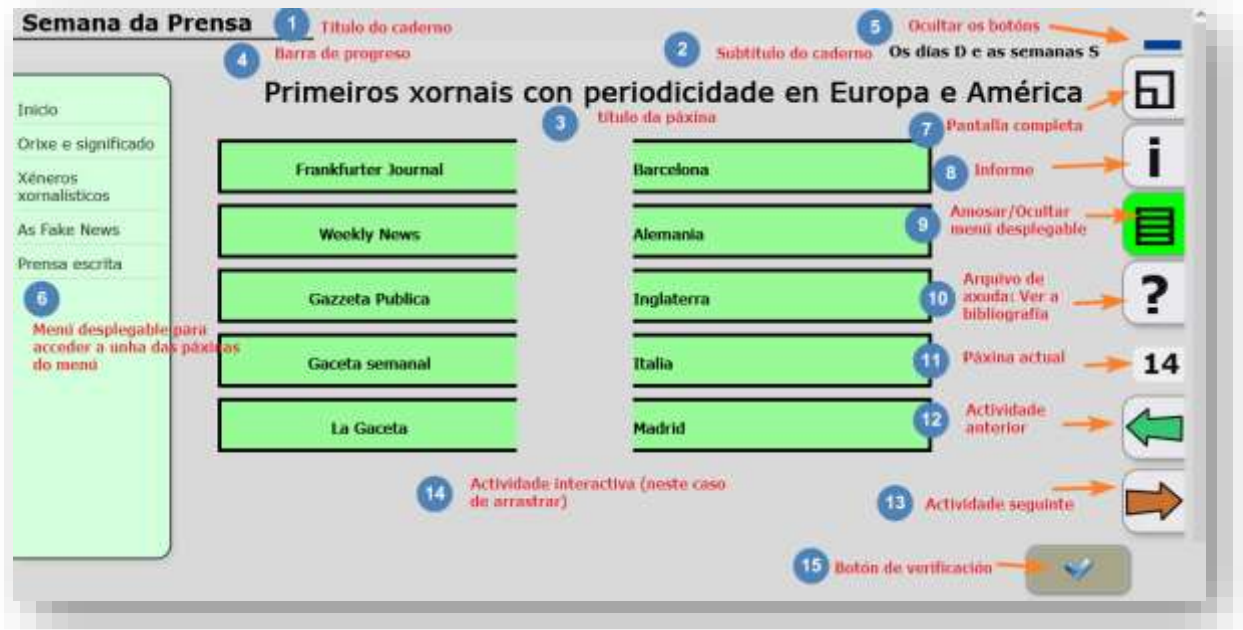 Semana da Prensa
1 Título do caderno
5 Ocultar os botóns
4 Barra de progreso
2 Subtítulo do caderno Os días D e as semanas S
Primeiros xornais con periodicidade en Europa e América
3 título da páxina
7 Pantalla completa
Inicio
Orixe e significado
Xéneros
xornalísticos
As Fake News
Prensa escrita
6
Menú desplegable para
acceder a unha das páxinas
do menú
Frankfurter Journal
Barcelona
Weekly News
Alemania
Gazzeta Publica
Inglaterra
Gaceta semanal
Italia
La Gaceta
Madrid
8 Informe
i
9 Amosar/Ocultar
menú desplegable
10 Arquivo de
axuda: Ver a
bibliografía
?
11 Páxina actual
14
12 Actividade
anterior
14 Actividade interactiva (neste caso
de arrastrar)
13 Actividade seguinte
15 Botón de verificación